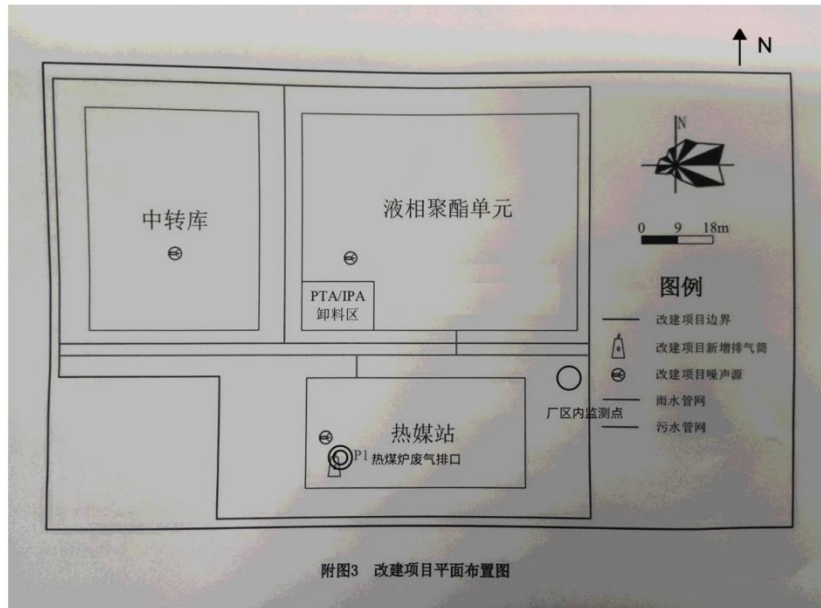 N
N
中转库
液相聚酯单元
0 9 18m
PTA/IPA
卸料区
图例
改建项目边界
改建项目新增排气筒
改建项目噪声源
厂区内监测点
雨水管网
污水管网
热媒站
P1
热煤炉废气排口
附图3 改建项目平面布置图